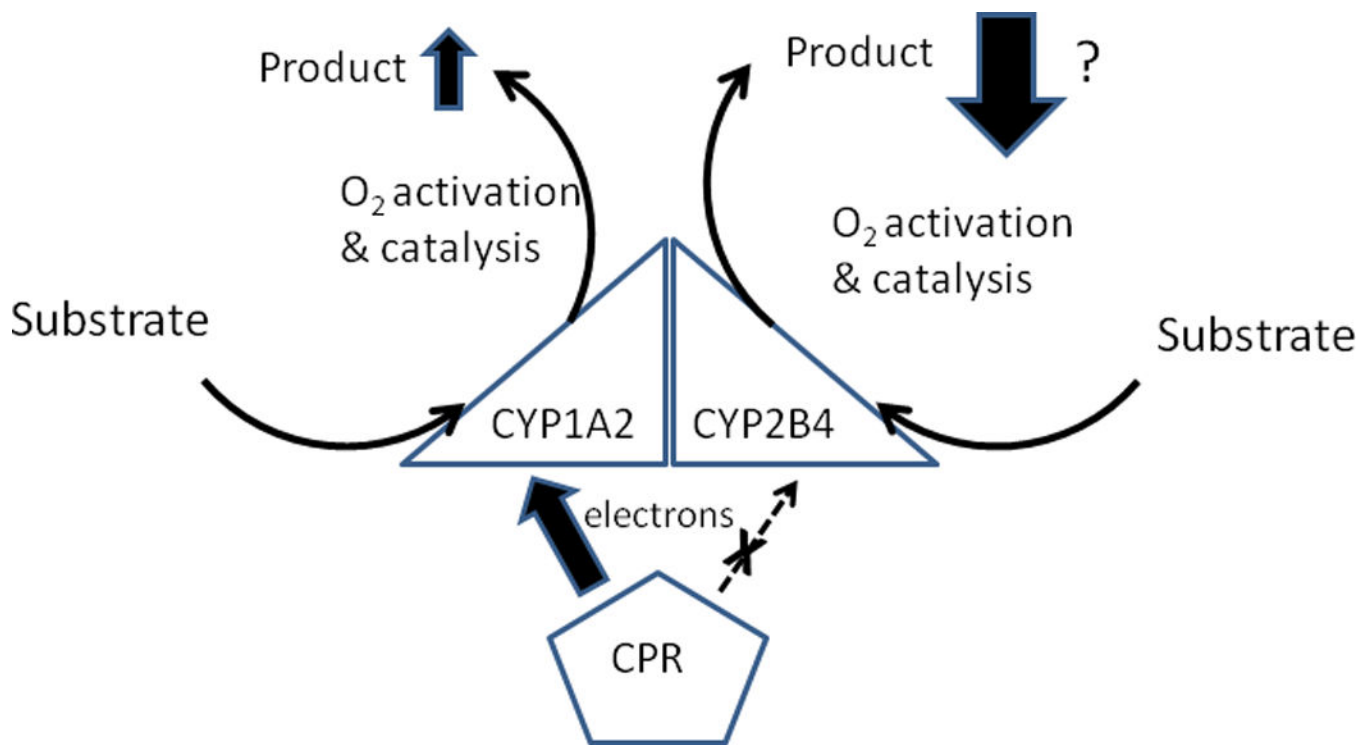 Product
Product
?
O₂ activation
& catalysis
O₂ activation
& catalysis
Substrate
Substrate
CYP1A2
CYP2B4
electrons
CPR